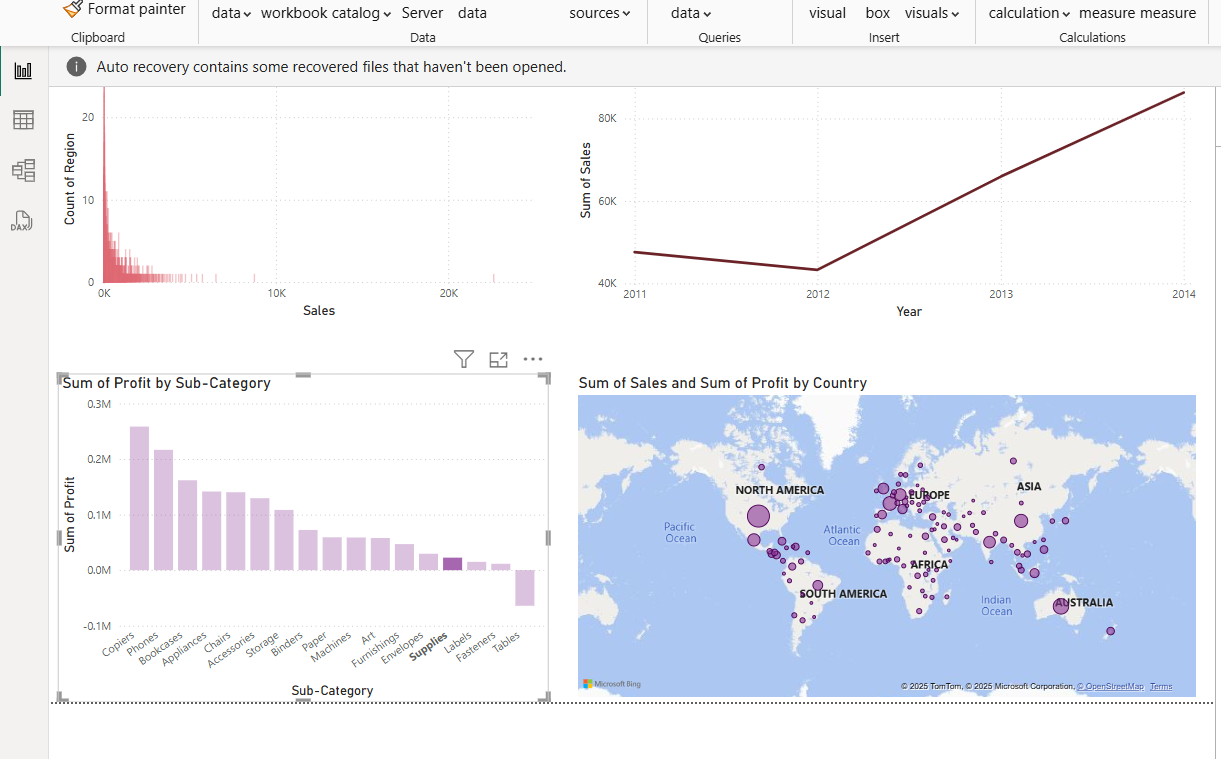 Format painter
data workbook catalog Server data sources data visual box visuals calculation measure measure
Clipboard Data Queries Insert Calculations
Auto recovery contains some recovered files that haven't been opened.
DAX
Count of Region
20
10
0
0K 10K 20K
Sales
Sum of Sales
80K
60K
40K
2011 2012 2013 2014
Year
Sum of Profit by Sub-Category
Sum of Profit
0.3M
0.2M
0.1M
0.0M
-0.1M
Copiers Phones Bookcases Appliances Chairs Accessories Storage Binders Paper Machines Art Furnishings Envelopes Supplies Labels Fasteners Tables
Sub-Category
Sum of Sales and Sum of Profit by Country
NORTH AMERICA
EUROPE
ASIA
Pacific
Ocean
Atlantic
Ocean
AFRICA
SOUTH AMERICA
Indian
Ocean
AUSTRALIA
Microsoft Bing
© 2025 TomTom, © 2025 Microsoft Corporation, © OpenStreetMap Terms